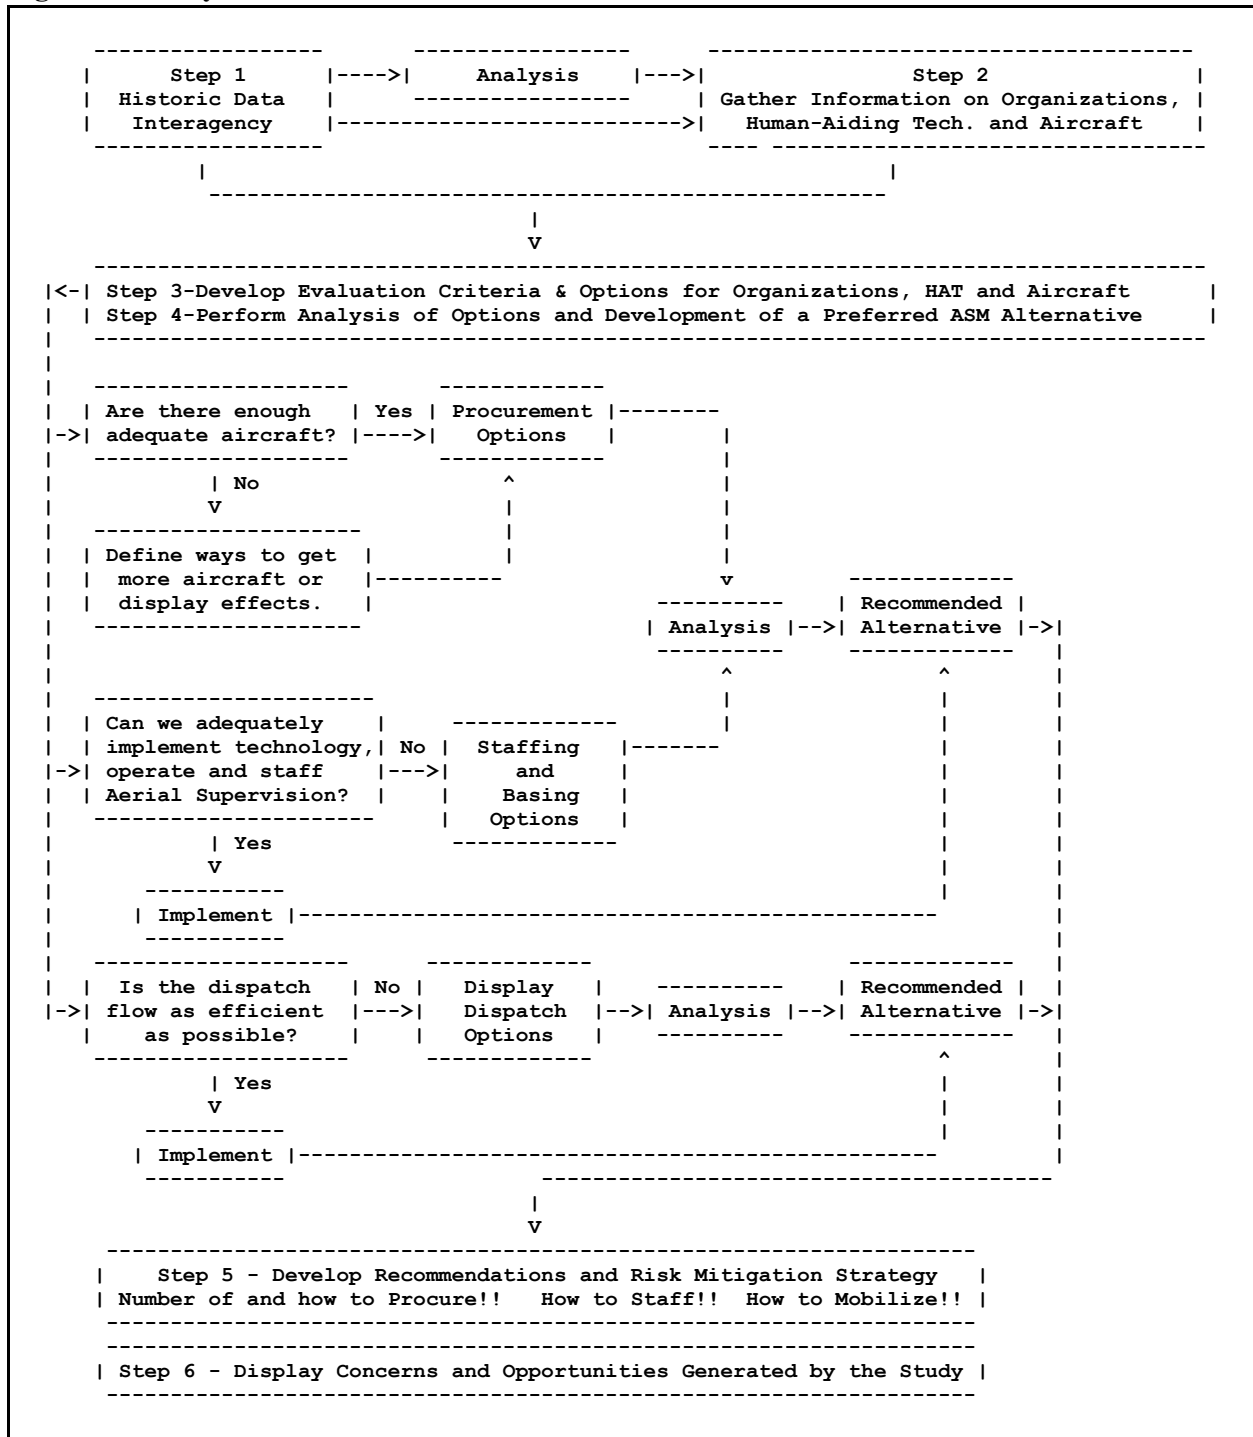 Step 1
Historic Data
Interagency
Analysis
Step 2
Gather Information on Organizations,
Human-Aiding Tech. and Aircraft
Step 3-Develop Evaluation Criteria & Options for Organizations, HAT and Aircraft
Step 4-Perform Analysis of Options and Development of a Preferred ASM Alternative
Are there enough
adequate aircraft?
Yes
Procurement
Options
No
V
Define ways to get
more aircraft or
display effects.
v
Analysis
Recommended
Alternative
Can we adequately
implement technology,
operate and staff
Aerial Supervision?
No
Staffing
and
Basing
Options
Yes
V
Implement
Is the dispatch
flow as efficient
as possible?
No
Display
Dispatch
Options
Analysis
Recommended
Alternative
Yes
V
Implement
V
Step 5 - Develop Recommendations and Risk Mitigation Strategy
Number of and how to Procure!! How to Staff!! How to Mobilize!!
Step 6 - Display Concerns and Opportunities Generated by the Study